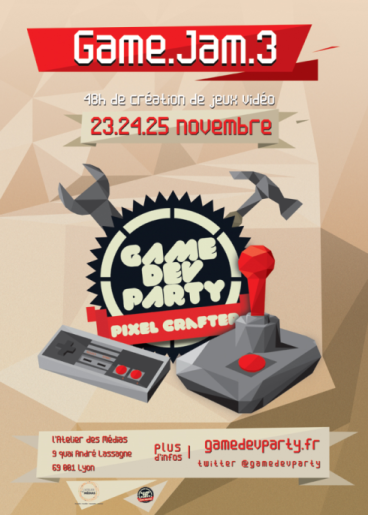 Game.Jam.3
48h de création de jeux vidéo
23.24.25 novembre
GAME
DEV
PARTY
PIXEL CRAFTER
l'Atelier des Médias
9 quai André Lassagne
69 001 Lyon
plus
d'infos
gamedevparty.fr
twitter @gamedevparty